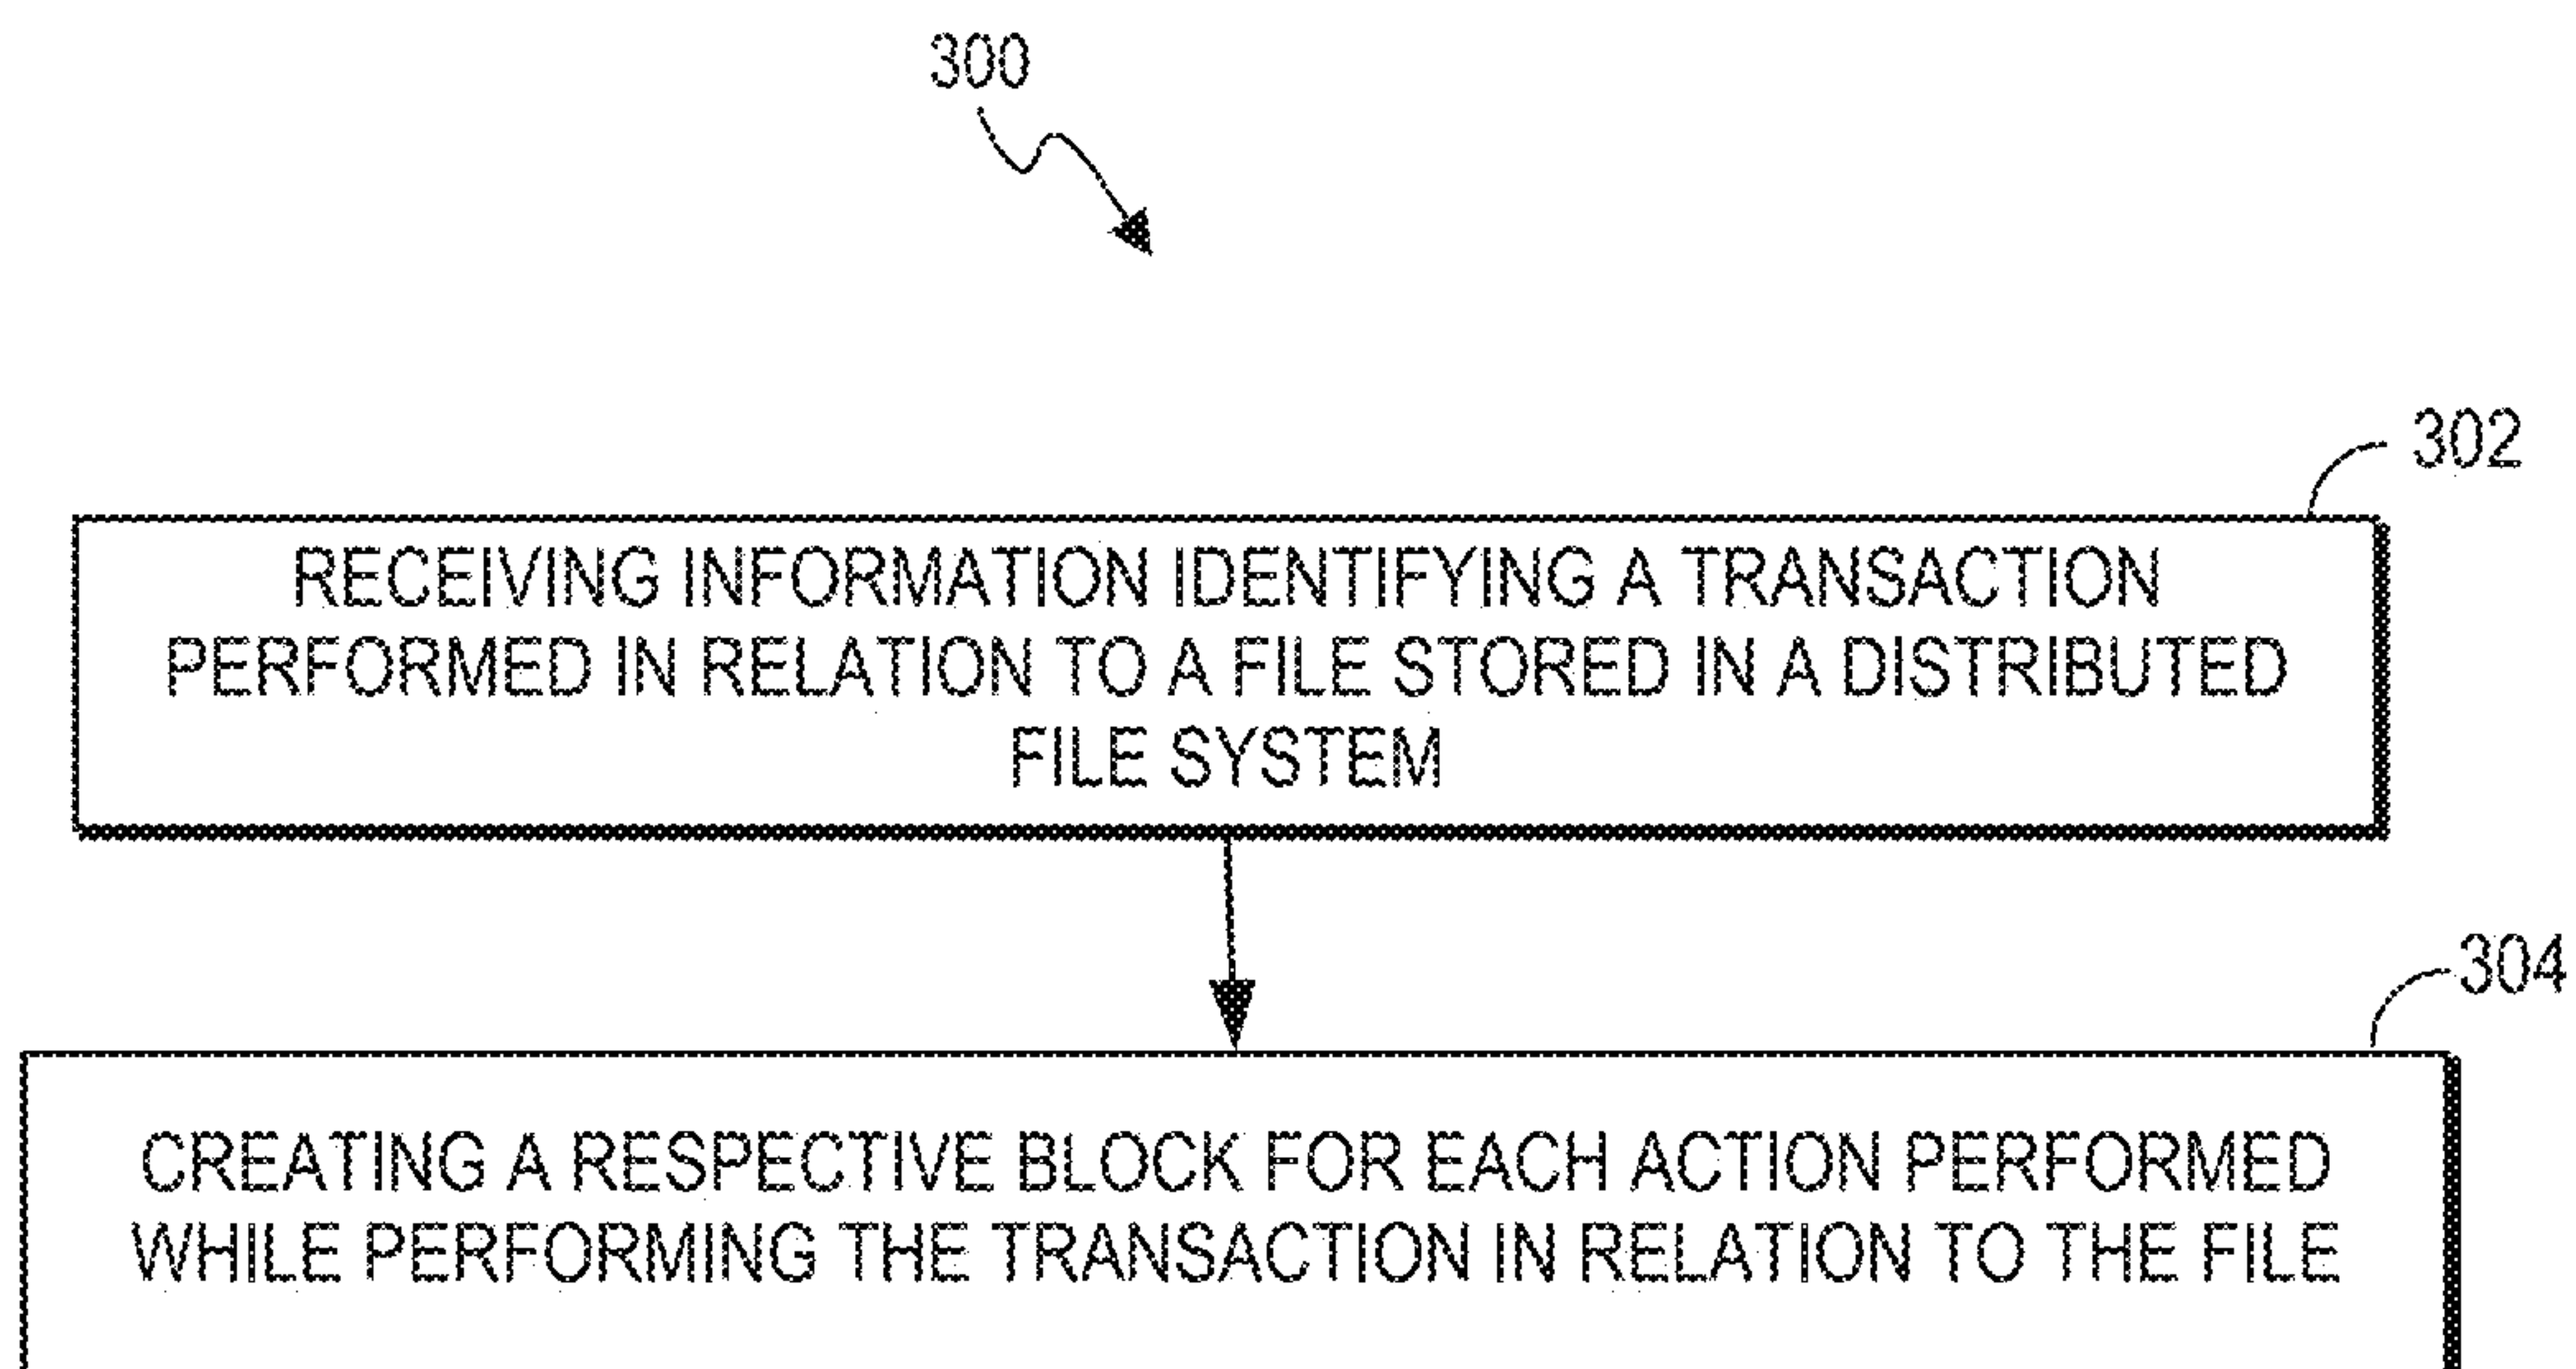 300
302
RECEIVING INFORMATION IDENTIFYING A TRANSACTION
PERFORMED IN RELATION TO A FILE STORED IN A DISTRIBUTED
FILE SYSTEM
304
CREATING A RESPECTIVE BLOCK FOR EACH ACTION PERFORMED
WHILE PERFORMING THE TRANSACTION IN RELATION TO THE FILE